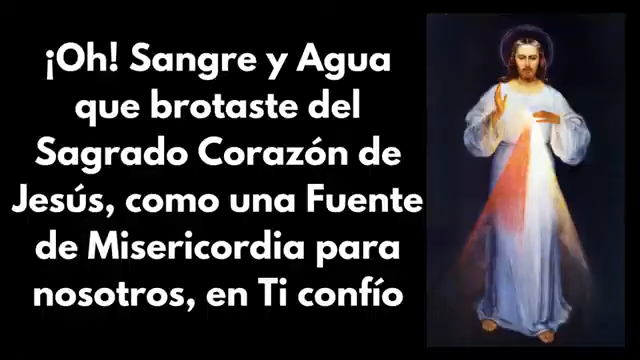 ¡Oh! Sangre y Agua
que brotaste del
Sagrado Corazón de
Jesús, como una Fuente
de Misericordia para
nosotros, en Ti confío